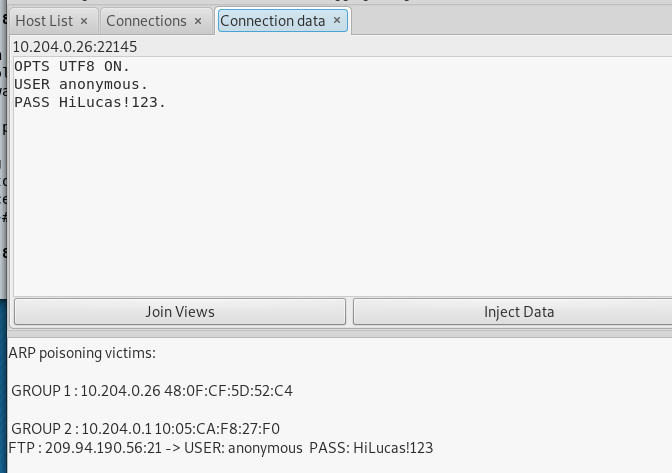 Host List × Connections × Connection data ×
10.204.0.26:22145
OPTS UTF8 ON.
USER anonymous.
PASS HiLucas!123.
Join Views Inject Data
ARP poisoning victims:
GROUP 1 : 10.204.0.26 48:0F:CF:5D:52:C4
GROUP 2 : 10.204.0.1 10:05:CA:F8:27:F0
FTP : 209.94.190.56:21 -> USER: anonymous  PASS: HiLucas!123